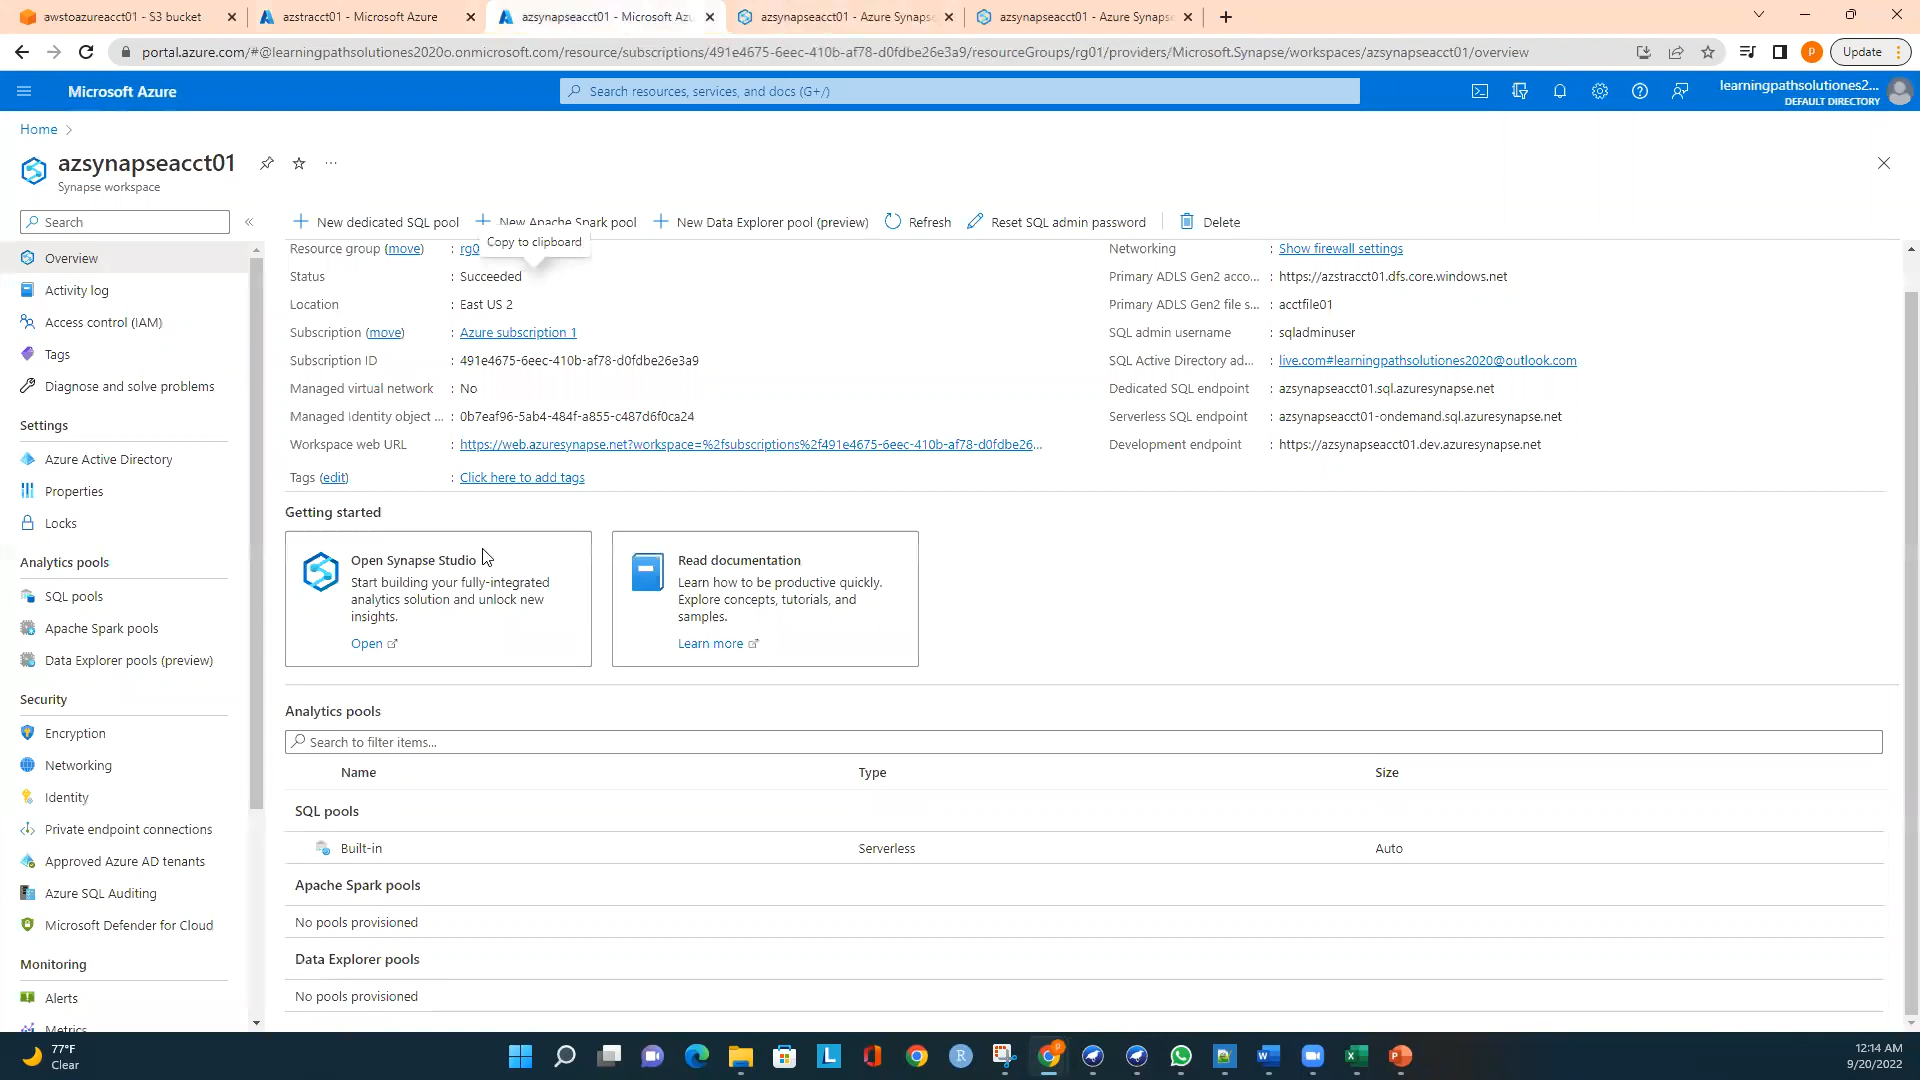 awstoazureacct01 - S3 bucket
azstracct01 - Microsoft Azure
azsynapseacct01 - Microsoft Az
azsynapseacct01 - Azure Synaps
azsynapseacct01 - Azure Synaps
portal.azure.com/#@learningpathsolutiones2020o.onmicrosoft.com/resource/subscriptions/491e4675-6eec-410b-af78-d0fdbe26e3a9/resourceGroups/rg01/providers/Microsoft.Synapse/workspaces/azsynapseacct01/overview
P
Update
Microsoft Azure
Search resources, services, and docs (G+/)
learningpathsolutiones2...
DEFAULT DIRECTORY
Home
azsynapseacct01
Synapse workspace
Search
New dedicated SQL pool
New Apache Spark pool
New Data Explorer pool (preview)
Refresh
Reset SQL admin password
Delete
Copy to clipboard
Overview
Activity log
Access control (IAM)
Tags
Diagnose and solve problems
Settings
Azure Active Directory
Properties
Locks
Analytics pools
SQL pools
Apache Spark pools
Data Explorer pools (preview)
Security
Encryption
Networking
Identity
Private endpoint connections
Approved Azure AD tenants
Azure SQL Auditing
Microsoft Defender for Cloud
Monitoring
Alerts
Metrics
Resource group (move) : rg0
Status : Succeeded
Location : East US 2
Subscription (move) : Azure subscription 1
Subscription ID : 491e4675-6eec-410b-af78-d0fdbe26e3a9
Managed virtual network : No
Managed Identity object ... : 0b7eaf96-5ab4-484f-a855-c487d6f0ca24
Workspace web URL : https://web.azuresynapse.net?workspace=%2fsubscriptions%2f491e4675-6eec-410b-af78-d0fdbe26...
Tags (edit) : Click here to add tags
Networking : Show firewall settings
Primary ADLS Gen2 acco... : https://azstracct01.dfs.core.windows.net
Primary ADLS Gen2 file s... : acctfile01
SQL admin username : sqladminuser
SQL Active Directory ad... : live.com#learningpathsolutiones2020@outlook.com
Dedicated SQL endpoint : azsynapseacct01.sql.azuresynapse.net
Serverless SQL endpoint : azsynapseacct01-ondemand.sql.azuresynapse.net
Development endpoint : https://azsynapseacct01.dev.azuresynapse.net
Getting started
Open Synapse Studio
Start building your fully-integrated
analytics solution and unlock new
insights.
Open
Read documentation
Learn how to be productive quickly.
Explore concepts, tutorials, and
samples.
Learn more
Analytics pools
Search to filter items...
Name Type Size
SQL pools
Built-in Serverless Auto
Apache Spark pools
No pools provisioned
Data Explorer pools
No pools provisioned
77°F
Clear
12:14 AM
9/20/2022